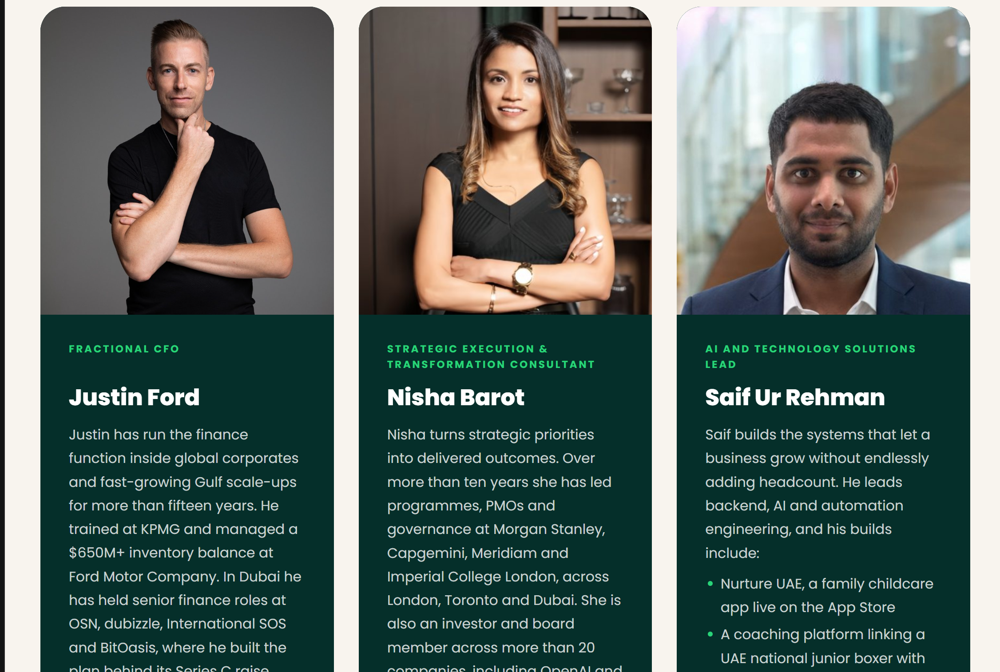 FRACTIONAL CFO
Justin Ford
Justin has run the finance
function inside global corporates
and fast-growing Gulf scale-ups
for more than fifteen years. He
trained at KPMG and managed a
$650M+ inventory balance at
Ford Motor Company. In Dubai he
has held senior finance roles at
OSN, dubizzle, International SOS
and BitOasis, where he built the
plan behind its Series C raise
STRATEGIC EXECUTION &
TRANSFORMATION CONSULTANT
Nisha Barot
Nisha turns strategic priorities
into delivered outcomes. Over
more than ten years she has led
programmes, PMOs and
governance at Morgan Stanley,
Capgemini, Meridiam and
Imperial College London, across
London, Toronto and Dubai. She is
also an investor and board
member across more than 20
companies, including OpenAI and
AI AND TECHNOLOGY SOLUTIONS
LEAD
Saif Ur Rehman
Saif builds the systems that let a
business grow without endlessly
adding headcount. He leads
backend, AI and automation
engineering, and his builds
include:
• Nurture UAE, a family childcare
app live on the App Store
• A coaching platform linking a
UAE national junior boxer with